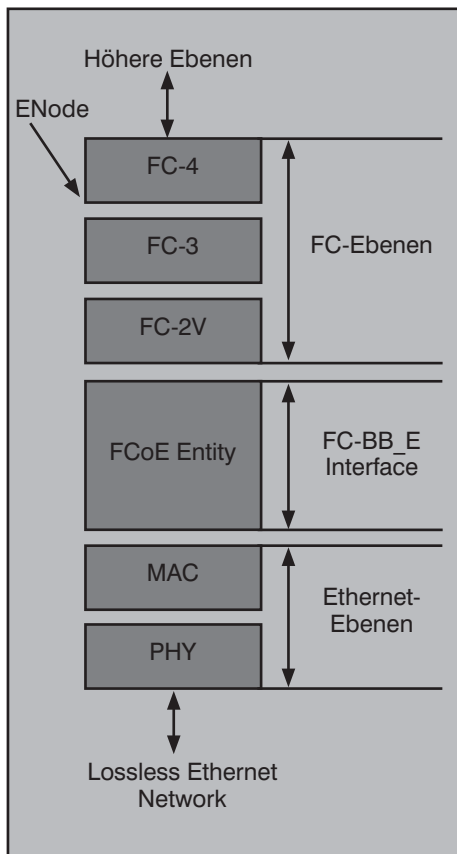 Höhere Ebenen
ENode
FC-4
FC-3
FC-Ebenen
FC-2V
FCoE Entity
FC-BB_E
Interface
MAC
Ethernet-
Ebenen
PHY
Lossless Ethernet
Network